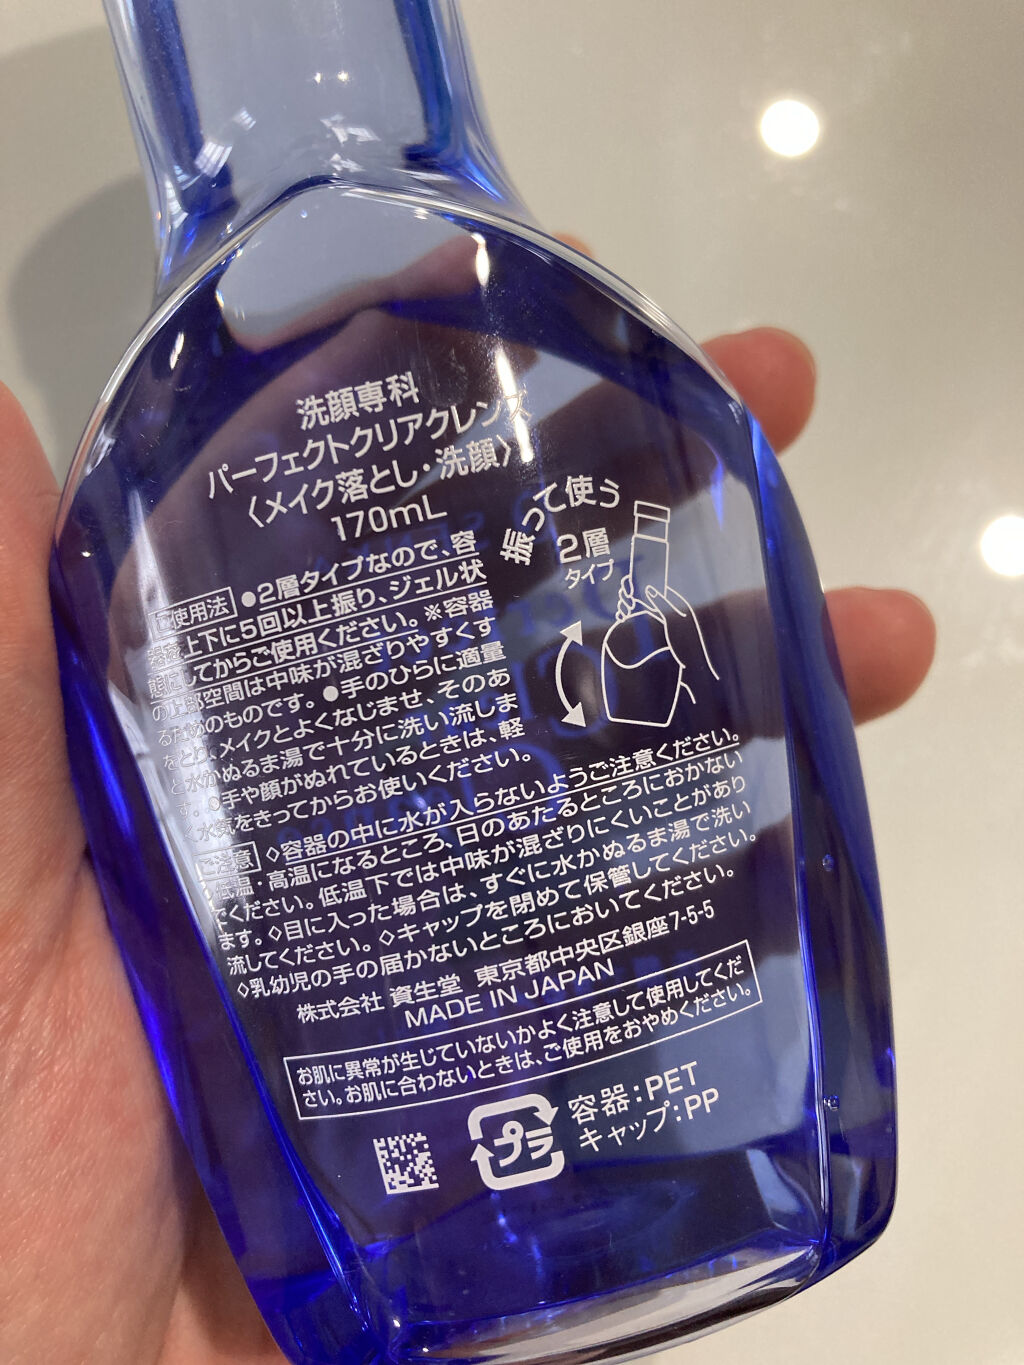 洗顔専科
パーフェクトクリアクレンズ
〈メイク落とし・洗顔〉
170mL
振って使う
2層
タイプ
ご使用法 ●2層タイプなので、容
器を上下に5回以上振り、ジェル状
態にしてからご使用ください。※容器
の上部空間は中味が混ざりやすくす
るためのものです。●手のひらに適量
をとり、メイクとよくなじませ、そのあ
と水かぬるま湯で十分に洗い流しま
す。◇手や顔がぬれているときは、軽
く水気をきってからお使いください。
ご注意 ◇容器の中に水が入らないようご注意ください。
◇低温・高温になるところ、日のあたるところにおかない
でください。低温下では中味が混ざりにくいことがあり
ます。◇目に入った場合は、すぐに水かぬるま湯で洗い
流してください。◇キャップを閉めて保管してください。
◇乳幼児の手の届かないところにおいてください。
株式会社 資生堂 東京都中央区銀座7-5-5
MADE IN JAPAN
お肌に異常が生じていないかよく注意して使用してくだ
さい。お肌に合わないときは、ご使用をおやめください。
プラ
容器：PET
キャップ：PP